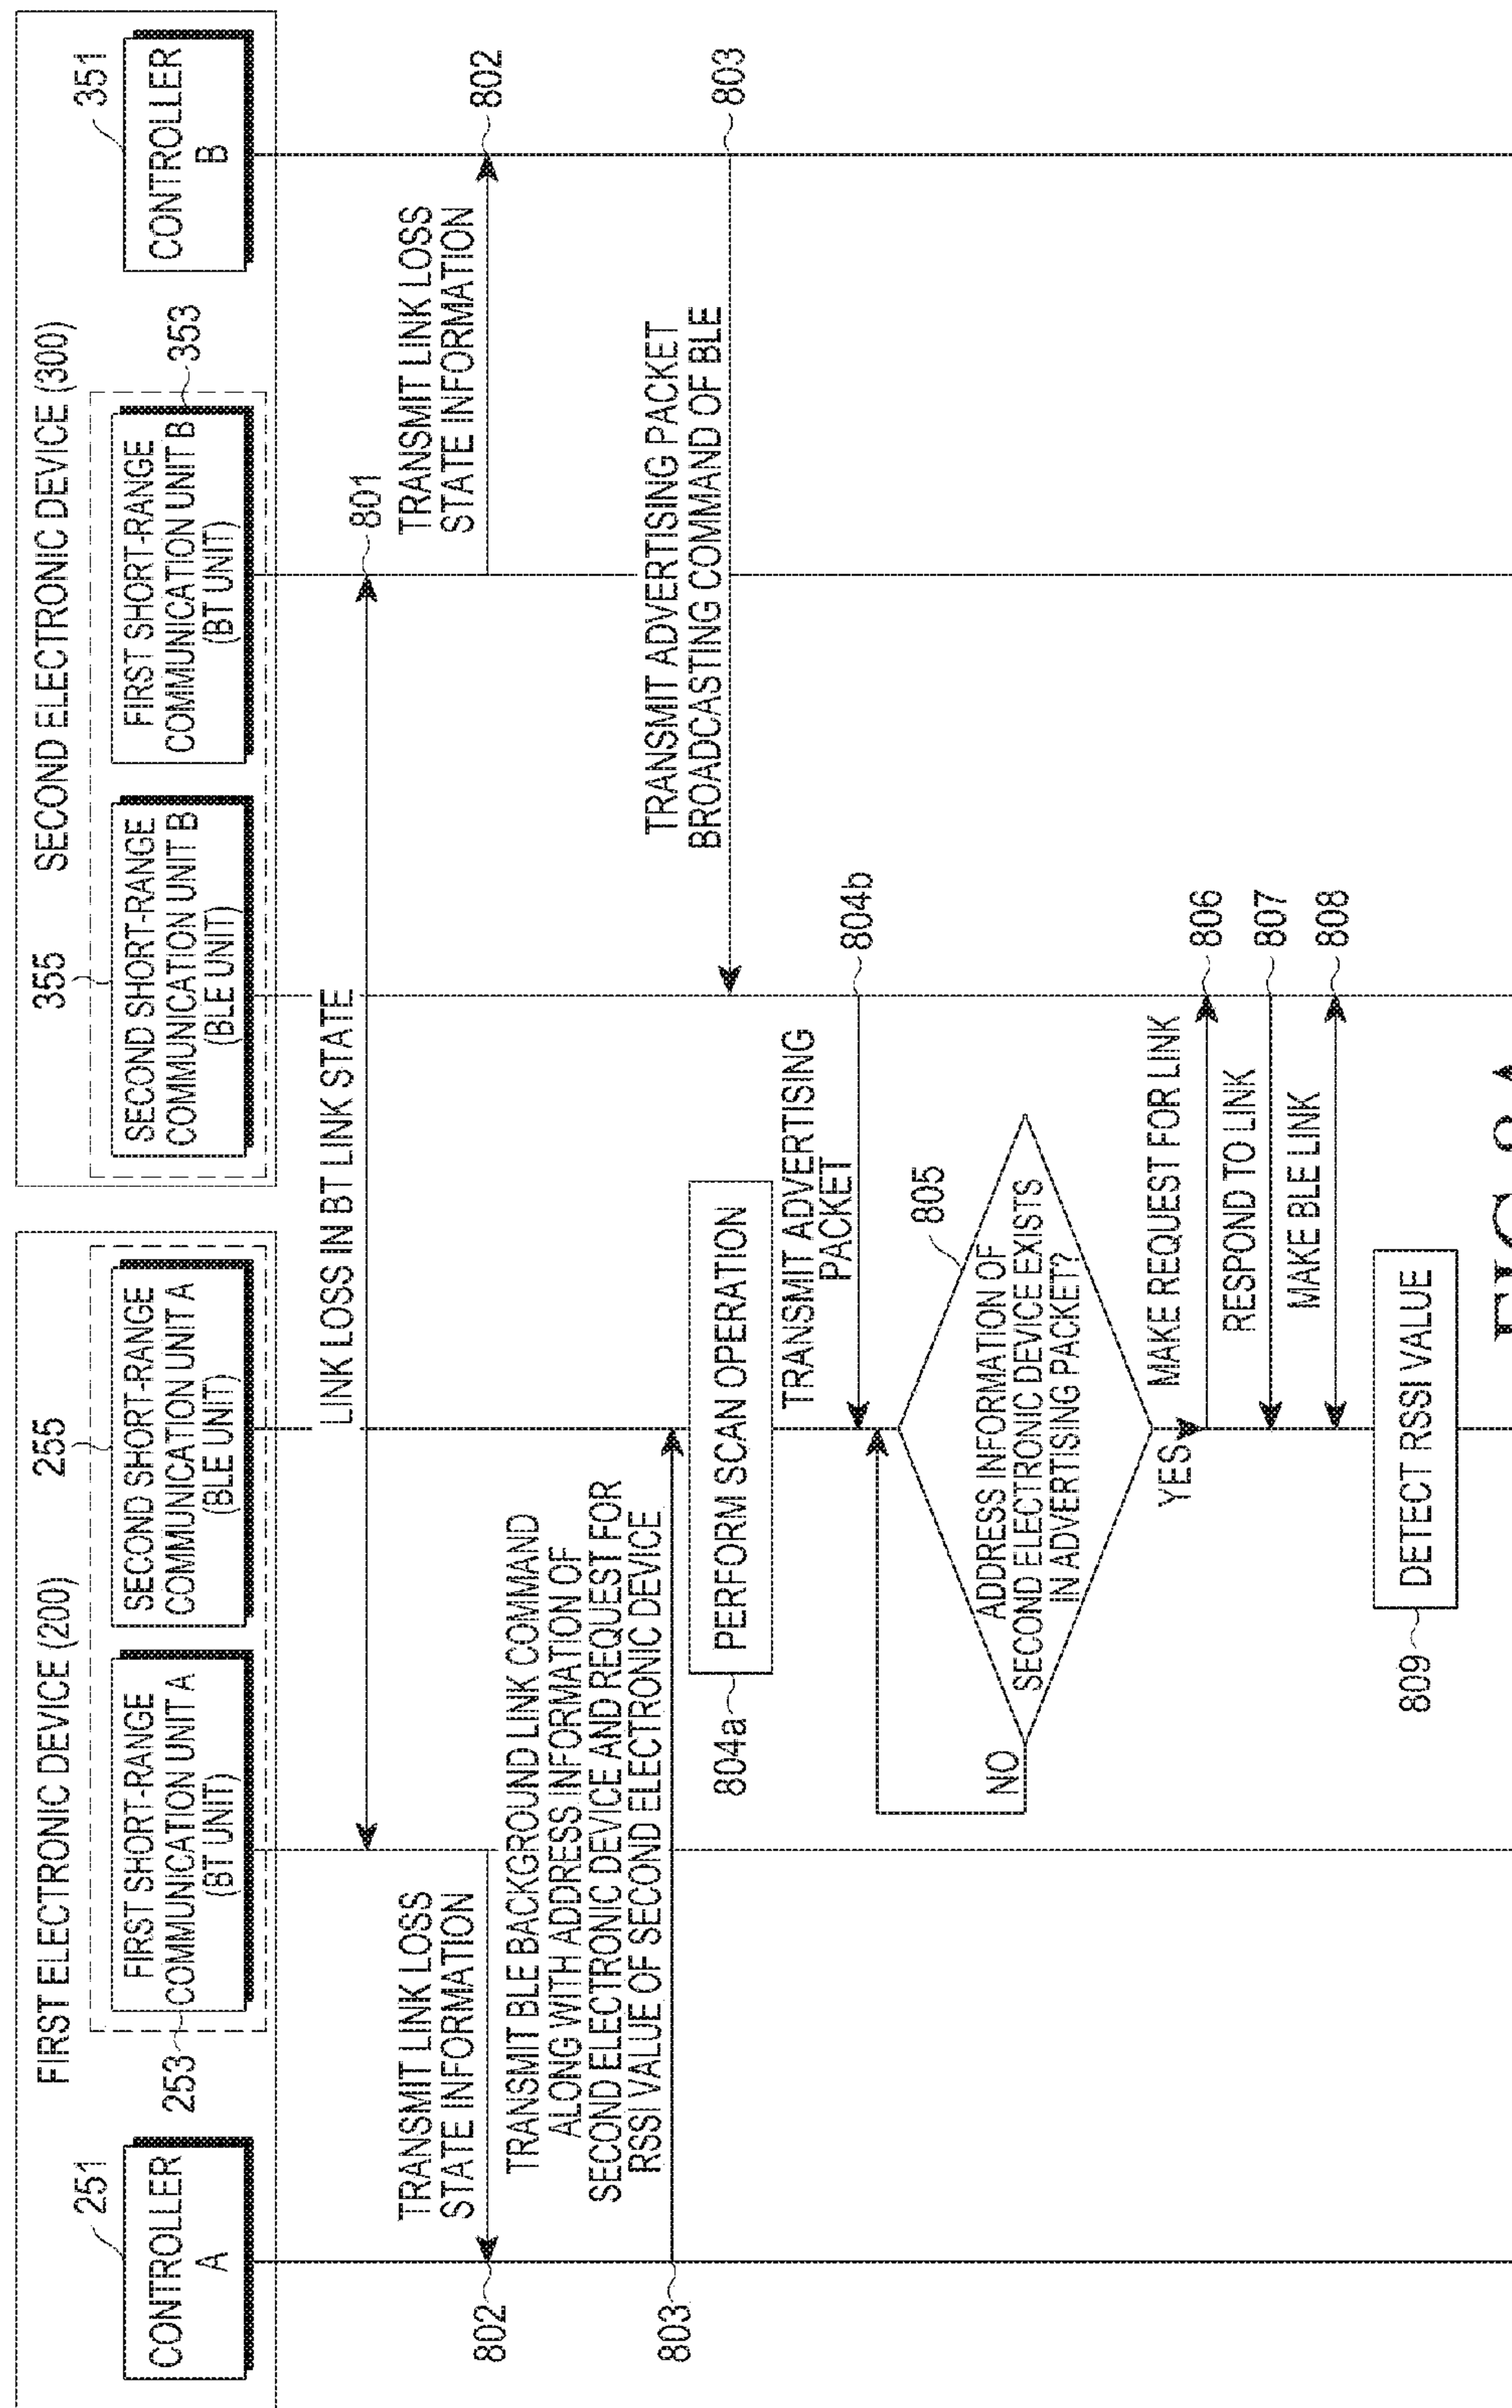 FIRST ELECTRONIC DEVICE (200)
SECOND ELECTRONIC DEVICE (300)
251
CONTROLLER
A
253
FIRST SHORT-RANGE
COMMUNICATION UNIT A
(BT UNIT)
255
SECOND SHORT-RANGE
COMMUNICATION UNIT A
(BLE UNIT)
355
SECOND SHORT-RANGE
COMMUNICATION UNIT B
(BLE UNIT)
353
FIRST SHORT-RANGE
COMMUNICATION UNIT B
(BT UNIT)
351
CONTROLLER
B
LINK LOSS IN BT LINK STATE
801
TRANSMIT LINK LOSS
STATE INFORMATION
802
TRANSMIT LINK LOSS
STATE INFORMATION
802
TRANSMIT BLE BACKGROUND LINK COMMAND
ALONG WITH ADDRESS INFORMATION OF
SECOND ELECTRONIC DEVICE AND REQUEST FOR
RSSI VALUE OF SECOND ELECTRONIC DEVICE
803
TRANSMIT ADVERTISING PACKET
BROADCASTING COMMAND OF BLE
803
804a
PERFORM SCAN OPERATION
TRANSMIT ADVERTISING
PACKET
804b
805
ADDRESS INFORMATION OF
SECOND ELECTRONIC DEVICE EXISTS
IN ADVERTISING PACKET?
NO
YES
MAKE REQUEST FOR LINK
806
RESPOND TO LINK
807
MAKE BLE LINK
808
809
DETECT RSSI VALUE